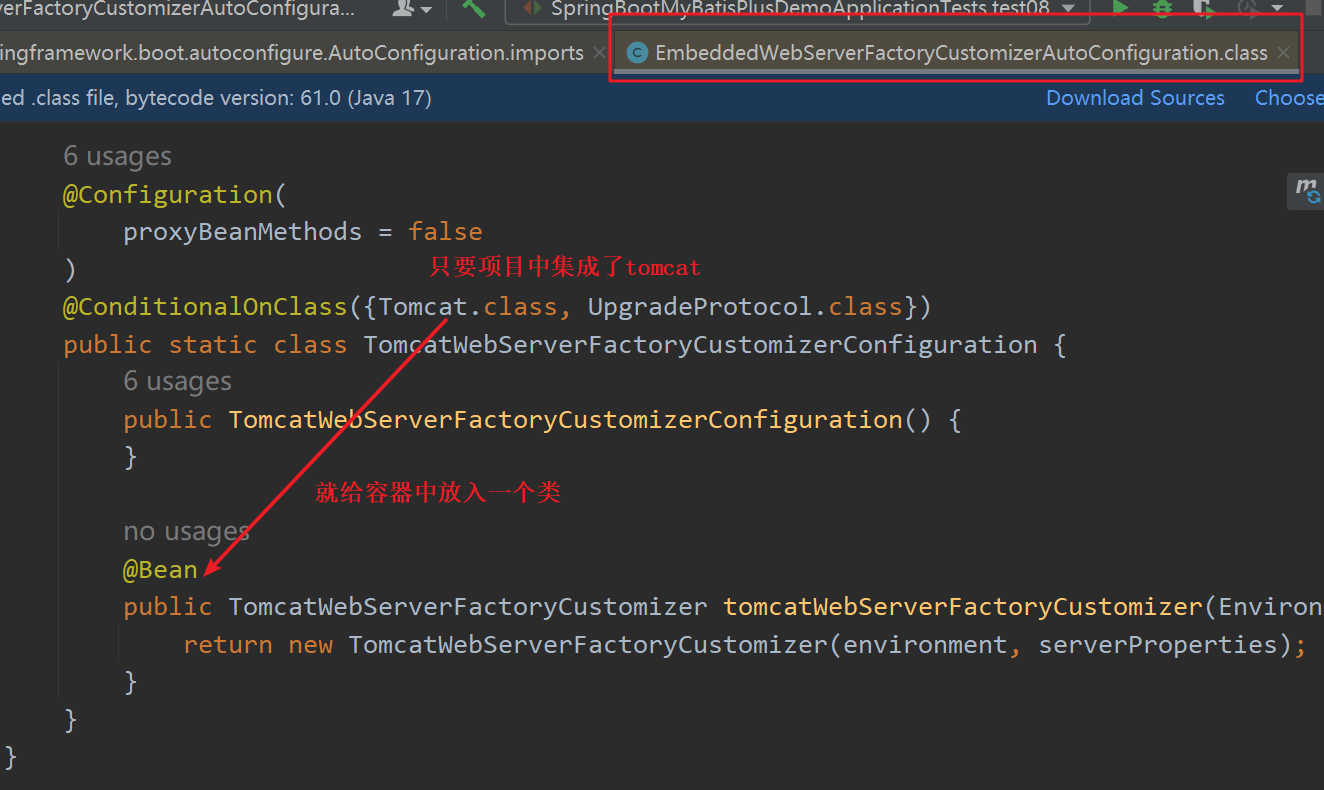 erFactoryCustomizerAutoConfigura...
SpringBootMyBatisPlusDemoApplicationTests.test08
ingframework.boot.autoconfigure.AutoConfiguration.imports
EmbeddedWebServerFactoryCustomizerAutoConfiguration.class
ed .class file, bytecode version: 61.0 (Java 17)
Download Sources
Choose
6 usages
@Configuration(
proxyBeanMethods = false
)
只要项目中集成了tomcat
@ConditionalOnClass({Tomcat.class, UpgradeProtocol.class})
public static class TomcatWebServerFactoryCustomizerConfiguration {
6 usages
public TomcatWebServerFactoryCustomizerConfiguration() {
}
就给容器中放入一个类
no usages
@Bean
public TomcatWebServerFactoryCustomizer tomcatWebServerFactoryCustomizer(Environ
return new TomcatWebServerFactoryCustomizer(environment, serverProperties);
}
}
}